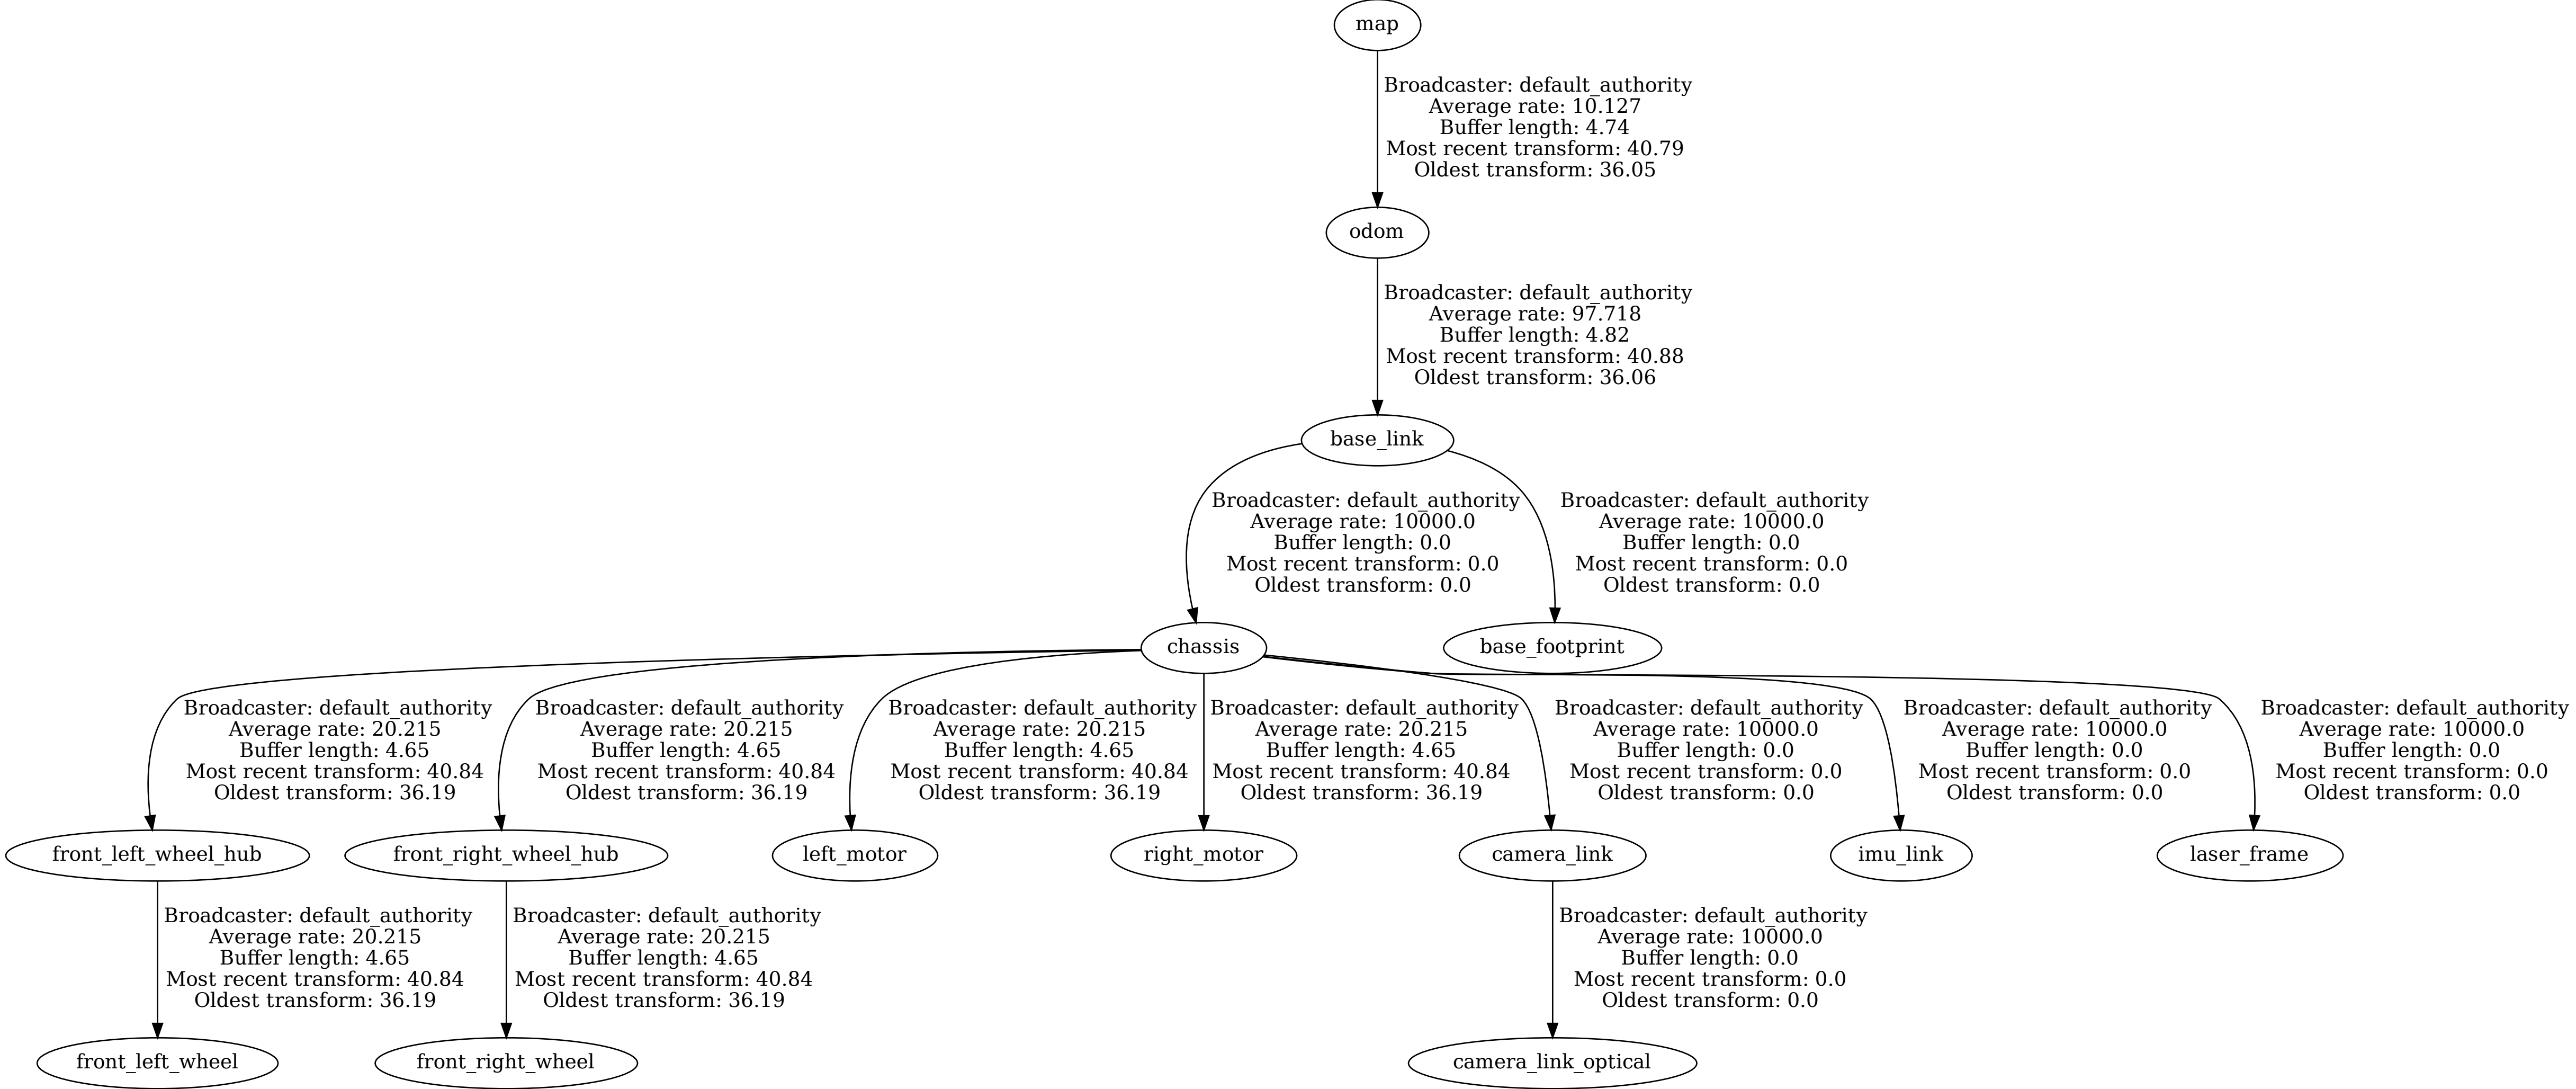 map
Broadcaster: default_authority
Average rate: 10.127
Buffer length: 4.74
Most recent transform: 40.79
Oldest transform: 36.05
odom
Broadcaster: default_authority
Average rate: 97.718
Buffer length: 4.82
Most recent transform: 40.88
Oldest transform: 36.06
base_link
Broadcaster: default_authority
Average rate: 10000.0
Buffer length: 0.0
Most recent transform: 0.0
Oldest transform: 0.0
Broadcaster: default_authority
Average rate: 10000.0
Buffer length: 0.0
Most recent transform: 0.0
Oldest transform: 0.0
chassis
base_footprint
Broadcaster: default_authority
Average rate: 20.215
Buffer length: 4.65
Most recent transform: 40.84
Oldest transform: 36.19
Broadcaster: default_authority
Average rate: 20.215
Buffer length: 4.65
Most recent transform: 40.84
Oldest transform: 36.19
Broadcaster: default_authority
Average rate: 20.215
Buffer length: 4.65
Most recent transform: 40.84
Oldest transform: 36.19
Broadcaster: default_authority
Average rate: 20.215
Buffer length: 4.65
Most recent transform: 40.84
Oldest transform: 36.19
Broadcaster: default_authority
Average rate: 10000.0
Buffer length: 0.0
Most recent transform: 0.0
Oldest transform: 0.0
Broadcaster: default_authority
Average rate: 10000.0
Buffer length: 0.0
Most recent transform: 0.0
Oldest transform: 0.0
Broadcaster: default_authority
Average rate: 10000.0
Buffer length: 0.0
Most recent transform: 0.0
Oldest transform: 0.0
front_left_wheel_hub
front_right_wheel_hub
left_motor
right_motor
camera_link
imu_link
laser_frame
Broadcaster: default_authority
Average rate: 20.215
Buffer length: 4.65
Most recent transform: 40.84
Oldest transform: 36.19
Broadcaster: default_authority
Average rate: 20.215
Buffer length: 4.65
Most recent transform: 40.84
Oldest transform: 36.19
Broadcaster: default_authority
Average rate: 10000.0
Buffer length: 0.0
Most recent transform: 0.0
Oldest transform: 0.0
front_left_wheel
front_right_wheel
camera_link_optical